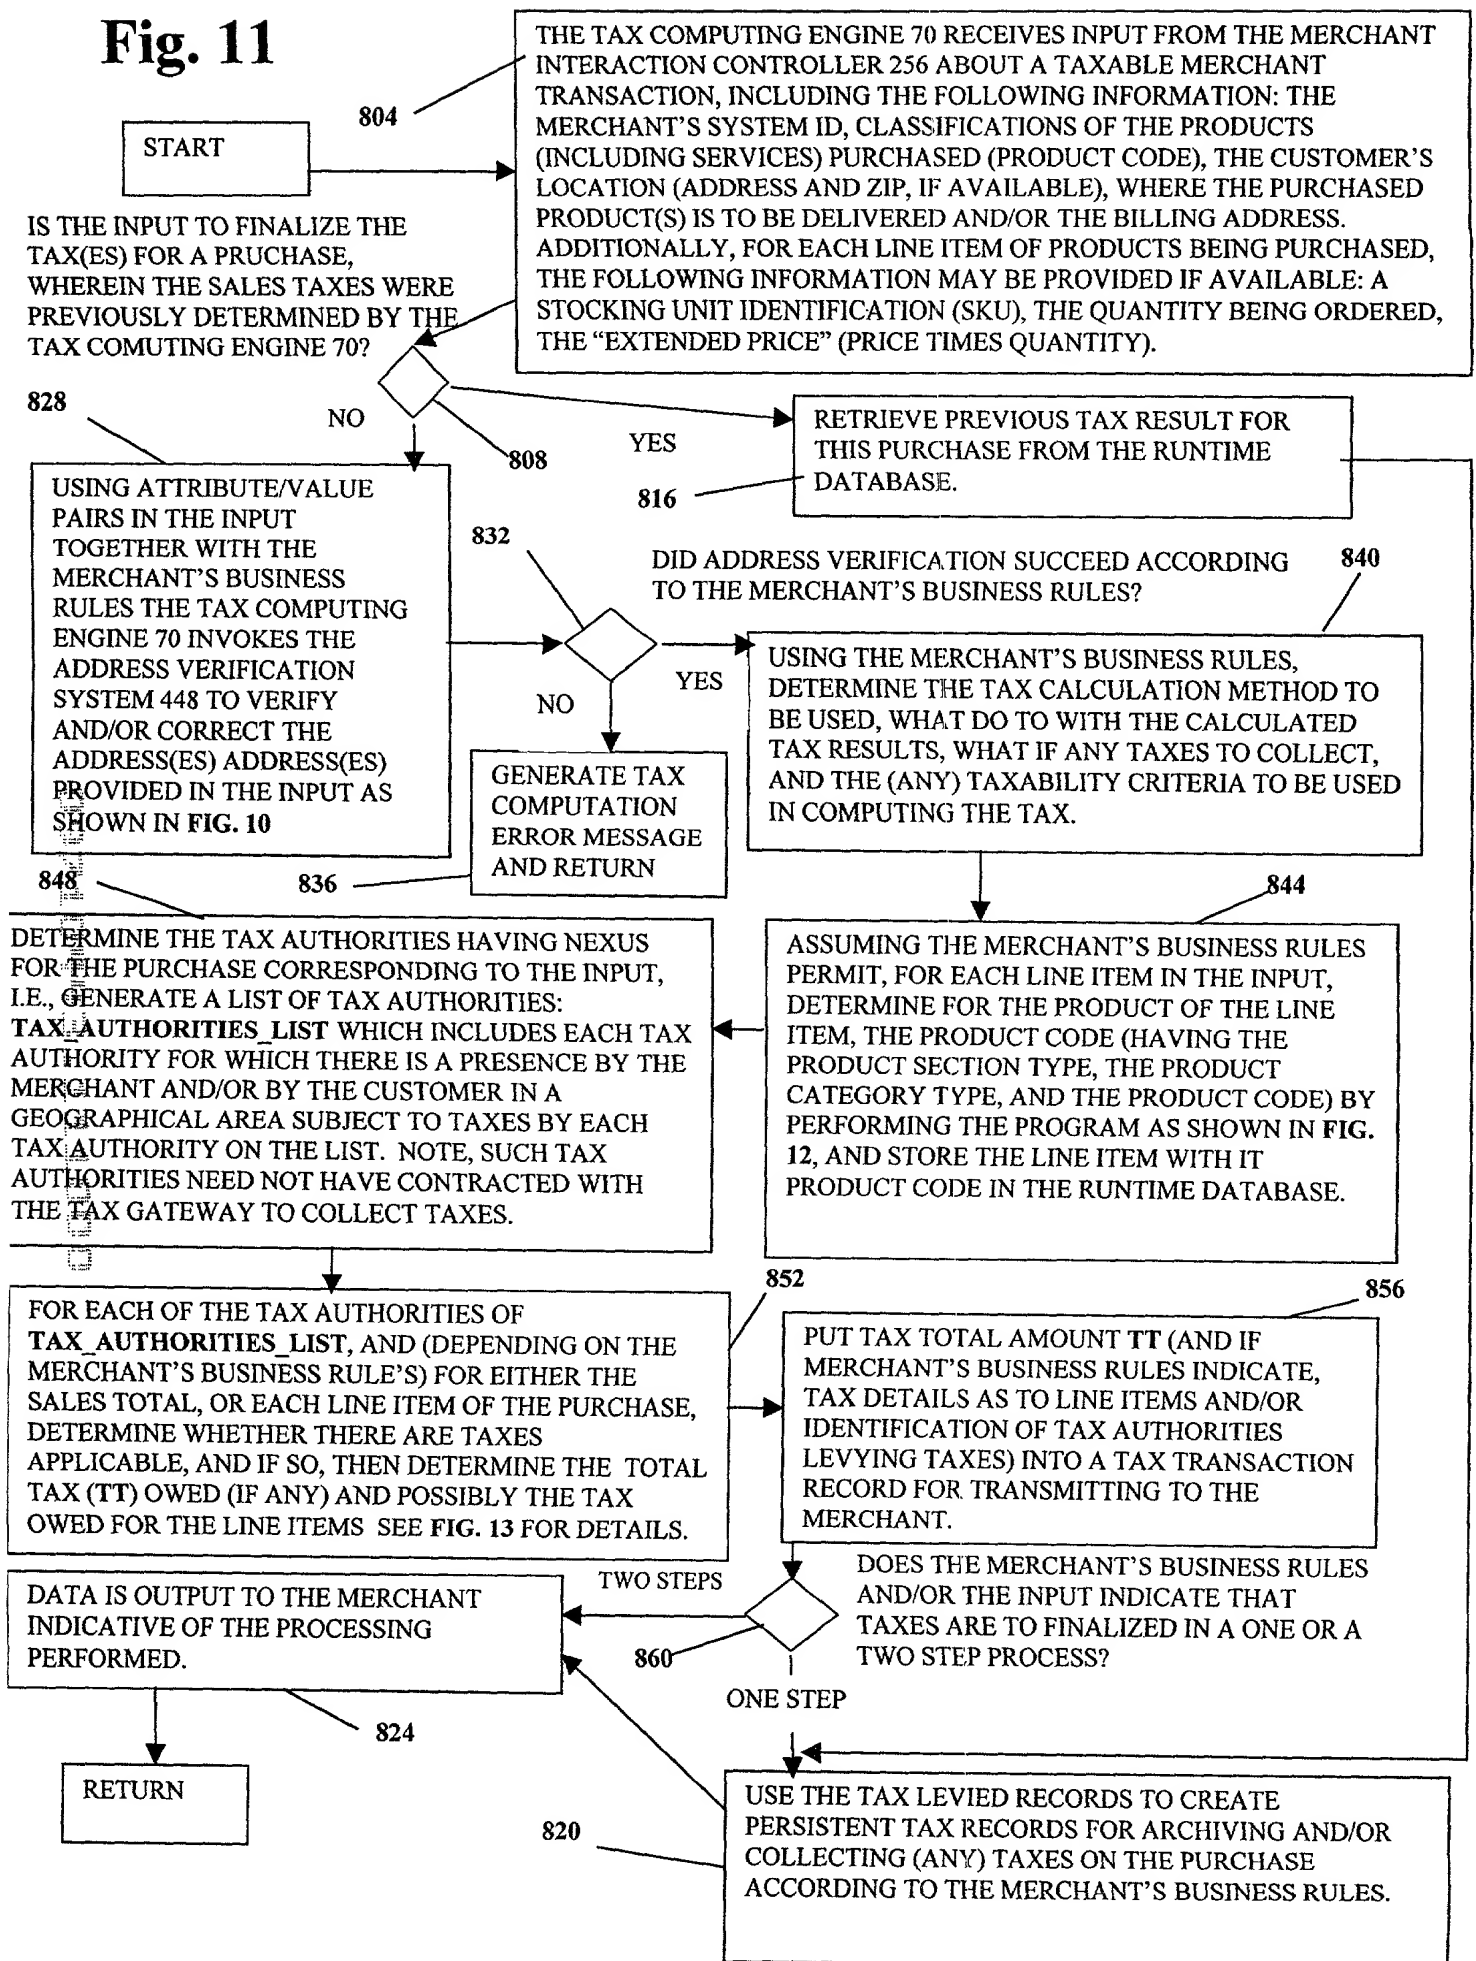 Fig. 11
THE TAX COMPUTING ENGINE 70 RECEIVES INPUT FROM THE MERCHANT
INTERACTION CONTROLLER 256 ABOUT A TAXABLE MERCHANT
TRANSACTION, INCLUDING THE FOLLOWING INFORMATION: THE
MERCHANT'S SYSTEM ID, CLASSIFICATIONS OF THE PRODUCTS
(INCLUDING SERVICES) PURCHASED (PRODUCT CODE), THE CUSTOMER'S
LOCATION (ADDRESS AND ZIP, IF AVAILABLE), WHERE THE PURCHASED
PRODUCT(S) IS TO BE DELIVERED AND/OR THE BILLING ADDRESS.
ADDITIONALLY, FOR EACH LINE ITEM OF PRODUCTS BEING PURCHASED,
THE FOLLOWING INFORMATION MAY BE PROVIDED IF AVAILABLE: A
STOCKING UNIT IDENTIFICATION (SKU), THE QUANTITY BEING ORDERED,
THE “EXTENDED PRICE” (PRICE TIMES QUANTITY).
804
START
IS THE INPUT TO FINALIZE THE
TAX(ES) FOR A PRUCHASE,
WHEREIN THE SALES TAXES WERE
PREVIOUSLY DETERMINED BY THE
TAX COMUTING ENGINE 70?
828
NO
808
YES
RETRIEVE PREVIOUS TAX RESULT FOR
THIS PURCHASE FROM THE RUNTIME
DATABASE.
816
USING ATTRIBUTE/VALUE
PAIRS IN THE INPUT
TOGETHER WITH THE
MERCHANT'S BUSINESS
RULES THE TAX COMPUTING
ENGINE 70 INVOKES THE
ADDRESS VERIFICATION
SYSTEM 448 TO VERIFY
AND/OR CORRECT THE
ADDRESS(ES) ADDRESS(ES)
PROVIDED IN THE INPUT AS
SHOWN IN FIG. 10
832
DID ADDRESS VERIFICATION SUCCEED ACCORDING
TO THE MERCHANT'S BUSINESS RULES?
840
YES
NO
USING THE MERCHANT'S BUSINESS RULES,
DETERMINE THE TAX CALCULATION METHOD TO
BE USED, WHAT DO TO WITH THE CALCULATED
TAX RESULTS, WHAT IF ANY TAXES TO COLLECT,
AND THE (ANY) TAXABILITY CRITERIA TO BE USED
IN COMPUTING THE TAX.
GENERATE TAX
COMPUTATION
ERROR MESSAGE
AND RETURN
848
836
844
DETERMINE THE TAX AUTHORITIES HAVING NEXUS
FOR THE PURCHASE CORRESPONDING TO THE INPUT,
I.E., GENERATE A LIST OF TAX AUTHORITIES:
TAX_AUTHORITIES_LIST WHICH INCLUDES EACH TAX
AUTHORITY FOR WHICH THERE IS A PRESENCE BY THE
MERCHANT AND/OR BY THE CUSTOMER IN A
GEOGRAPHICAL AREA SUBJECT TO TAXES BY EACH
TAX AUTHORITY ON THE LIST. NOTE, SUCH TAX
AUTHORITIES NEED NOT HAVE CONTRACTED WITH
THE TAX GATEWAY TO COLLECT TAXES.
ASSUMING THE MERCHANT'S BUSINESS RULES
PERMIT, FOR EACH LINE ITEM IN THE INPUT,
DETERMINE FOR THE PRODUCT OF THE LINE
ITEM, THE PRODUCT CODE (HAVING THE
PRODUCT SECTION TYPE, THE PRODUCT
CATEGORY TYPE, AND THE PRODUCT CODE) BY
PERFORMING THE PROGRAM AS SHOWN IN FIG.
12, AND STORE THE LINE ITEM WITH IT
PRODUCT CODE IN THE RUNTIME DATABASE.
852
856
FOR EACH OF THE TAX AUTHORITIES OF
TAX_AUTHORITIES_LIST, AND (DEPENDING ON THE
MERCHANT'S BUSINESS RULE'S) FOR EITHER THE
SALES TOTAL, OR EACH LINE ITEM OF THE PURCHASE,
DETERMINE WHETHER THERE ARE TAXES
APPLICABLE, AND IF SO, THEN DETERMINE THE TOTAL
TAX (TT) OWED (IF ANY) AND POSSIBLY THE TAX
OWED FOR THE LINE ITEMS SEE FIG. 13 FOR DETAILS.
PUT TAX TOTAL AMOUNT TT (AND IF
MERCHANT'S BUSINESS RULES INDICATE,
TAX DETAILS AS TO LINE ITEMS AND/OR
IDENTIFICATION OF TAX AUTHORITIES
LEVYING TAXES) INTO A TAX TRANSACTION
RECORD FOR TRANSMITTING TO THE
MERCHANT.
TWO STEPS
DOES THE MERCHANT'S BUSINESS RULES
AND/OR THE INPUT INDICATE THAT
TAXES ARE TO FINALIZED IN A ONE OR A
TWO STEP PROCESS?
DATA IS OUTPUT TO THE MERCHANT
INDICATIVE OF THE PROCESSING
PERFORMED.
860
ONE STEP
824
RETURN
820
USE THE TAX LEVIED RECORDS TO CREATE
PERSISTENT TAX RECORDS FOR ARCHIVING AND/OR
COLLECTING (ANY) TAXES ON THE PURCHASE
ACCORDING TO THE MERCHANT'S BUSINESS RULES.